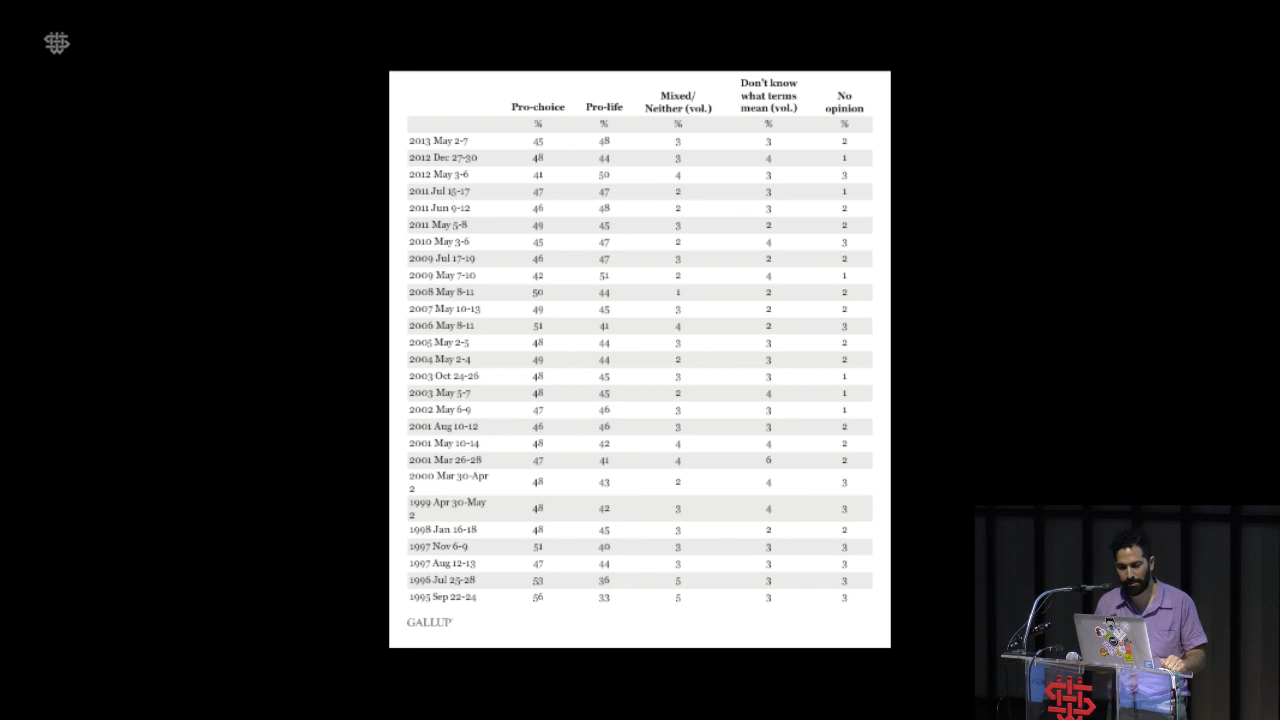 Pro-choice Pro-life Mixed/ Neither (vol.) Don't know what terms mean (vol.) No opinion
% % % % %
2013 May 2-7 45 48 3 3 2
2012 Dec 27-30 48 44 3 4 1
2012 May 3-6 41 50 4 3 3
2011 Jul 15-17 47 47 2 3 1
2011 Jun 9-12 46 48 2 3 2
2011 May 5-8 49 45 3 2 2
2010 May 3-6 45 47 2 4 3
2009 Jul 17-19 46 47 3 2 2
2009 May 7-10 42 51 2 4 1
2008 May 8-11 50 44 1 2 2
2007 May 10-13 49 45 3 2 2
2006 May 8-11 51 41 4 2 3
2005 May 2-5 48 44 3 3 2
2004 May 2-4 49 44 2 3 2
2003 Oct 24-26 48 45 3 3 1
2003 May 5-7 48 45 2 4 1
2002 May 6-9 47 46 3 3 1
2001 Aug 10-12 46 46 3 3 2
2001 May 10-14 48 42 4 4 2
2001 Mar 26-28 47 41 4 6 2
2000 Mar 30-Apr 2 48 43 2 4 3
1999 Apr 30-May 2 48 42 3 4 3
1998 Jan 16-18 48 45 3 2 2
1997 Nov 6-9 51 40 3 3 3
1997 Aug 12-13 47 44 3 3 3
1996 Jul 25-28 53 36 5 3 3
1995 Sep 22-24 56 33 5 3 3
GALLUP